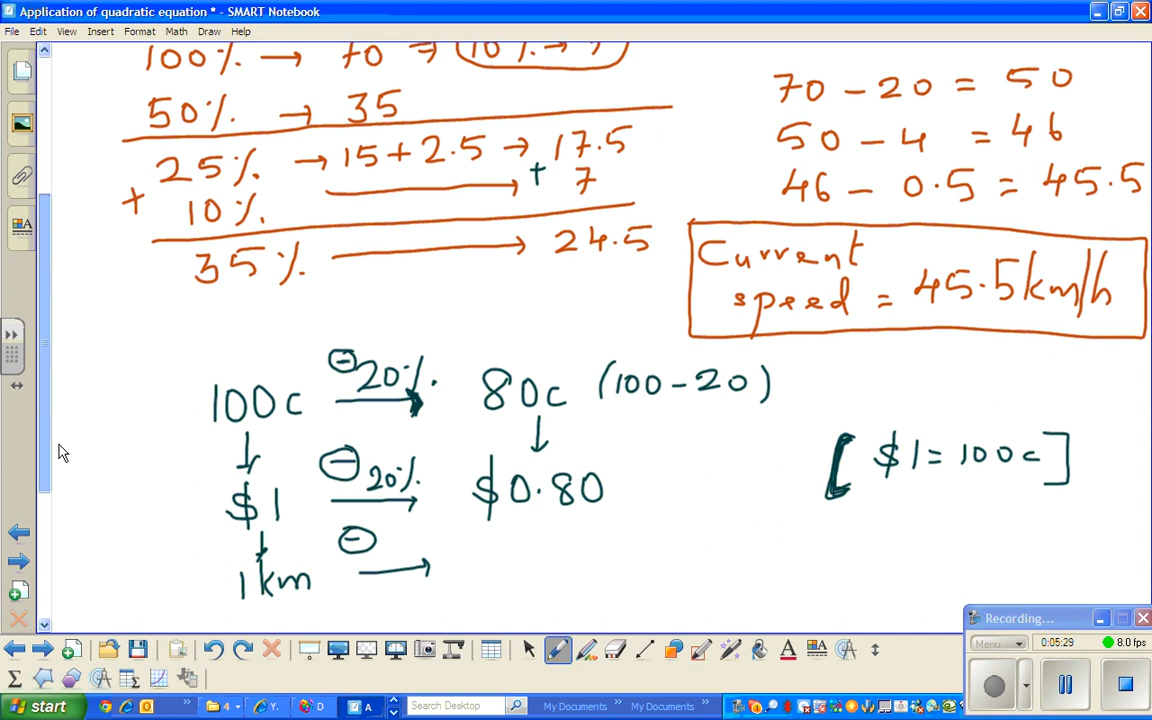 Application of quadratic equation * - SMART Notebook
File Edit View Insert Format Math Draw Help
100% → 70 ⇒ (10% → 7)
50% → 35
25% → 15 + 2.5 → 17.5
+ 10% → + 7
35% → 24.5
70 - 20 = 50
50 - 4 = 46
46 - 0.5 = 45.5
Current
speed = 45.5km/h
100c ⊖20% → 80c (100 - 20)
↓ ↓
$1 ⊖20% → $0.80
[ $1 = 100c ]
↓
1km ⊖ →
Recording...
Menu
0:05:29
8.0 fps
start
4
Y.
D
A
Search Desktop
My Documents
My Documents